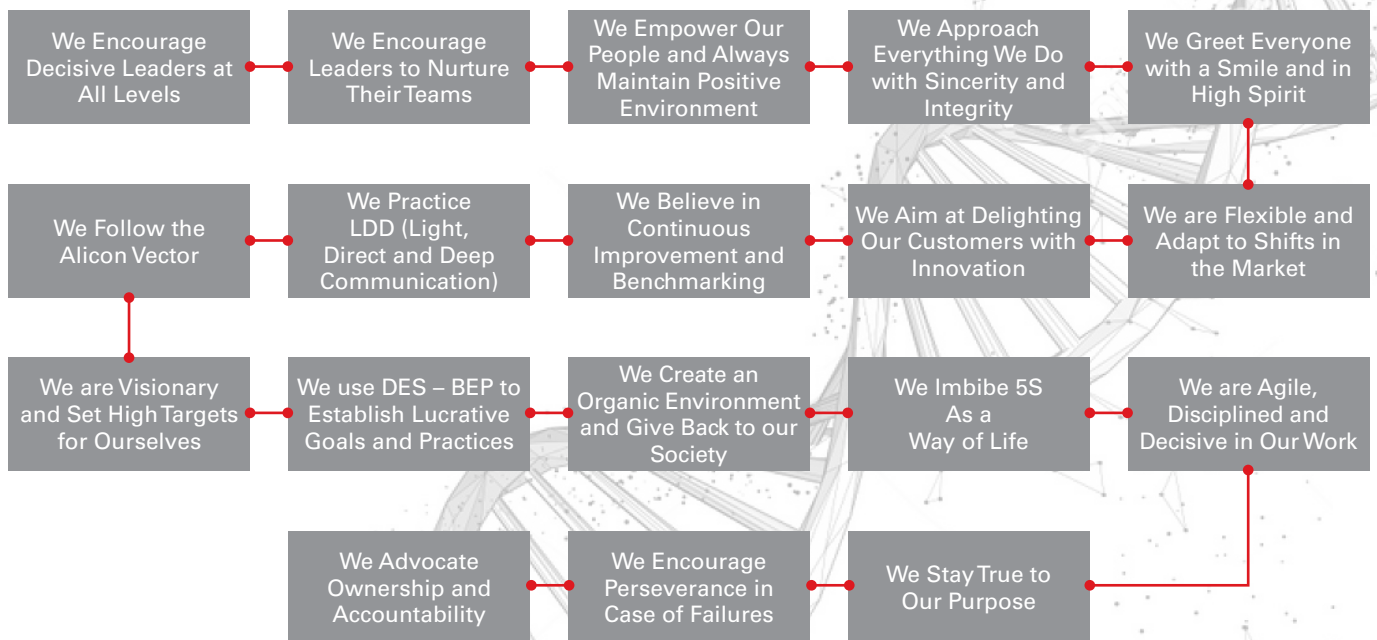 We Encourage
Decisive Leaders at
All Levels
We Encourage
Leaders to Nurture
Their Teams
We Empower Our
People and Always
Maintain Positive
Environment
We Approach
Everything We Do
with Sincerity and
Integrity
We Greet Everyone
with a Smile and in
High Spirit
We Follow the
Alicon Vector
We Practice
LDD (Light,
Direct and Deep
Communication)
We Believe in
Continuous
Improvement and
Benchmarking
We Aim at Delighting
Our Customers with
Innovation
We are Flexible and
Adapt to Shifts in
the Market
We are Visionary
and Set High Targets
for Ourselves
We use DES – BEP to
Establish Lucrative
Goals and Practices
We Create an
Organic Environment
and Give Back to our
Society
We Imbibe 5S
As a
Way of Life
We are Agile,
Disciplined and
Decisive in Our Work
We Advocate
Ownership and
Accountability
We Encourage
Perseverance in
Case of Failures
We Stay True to
Our Purpose